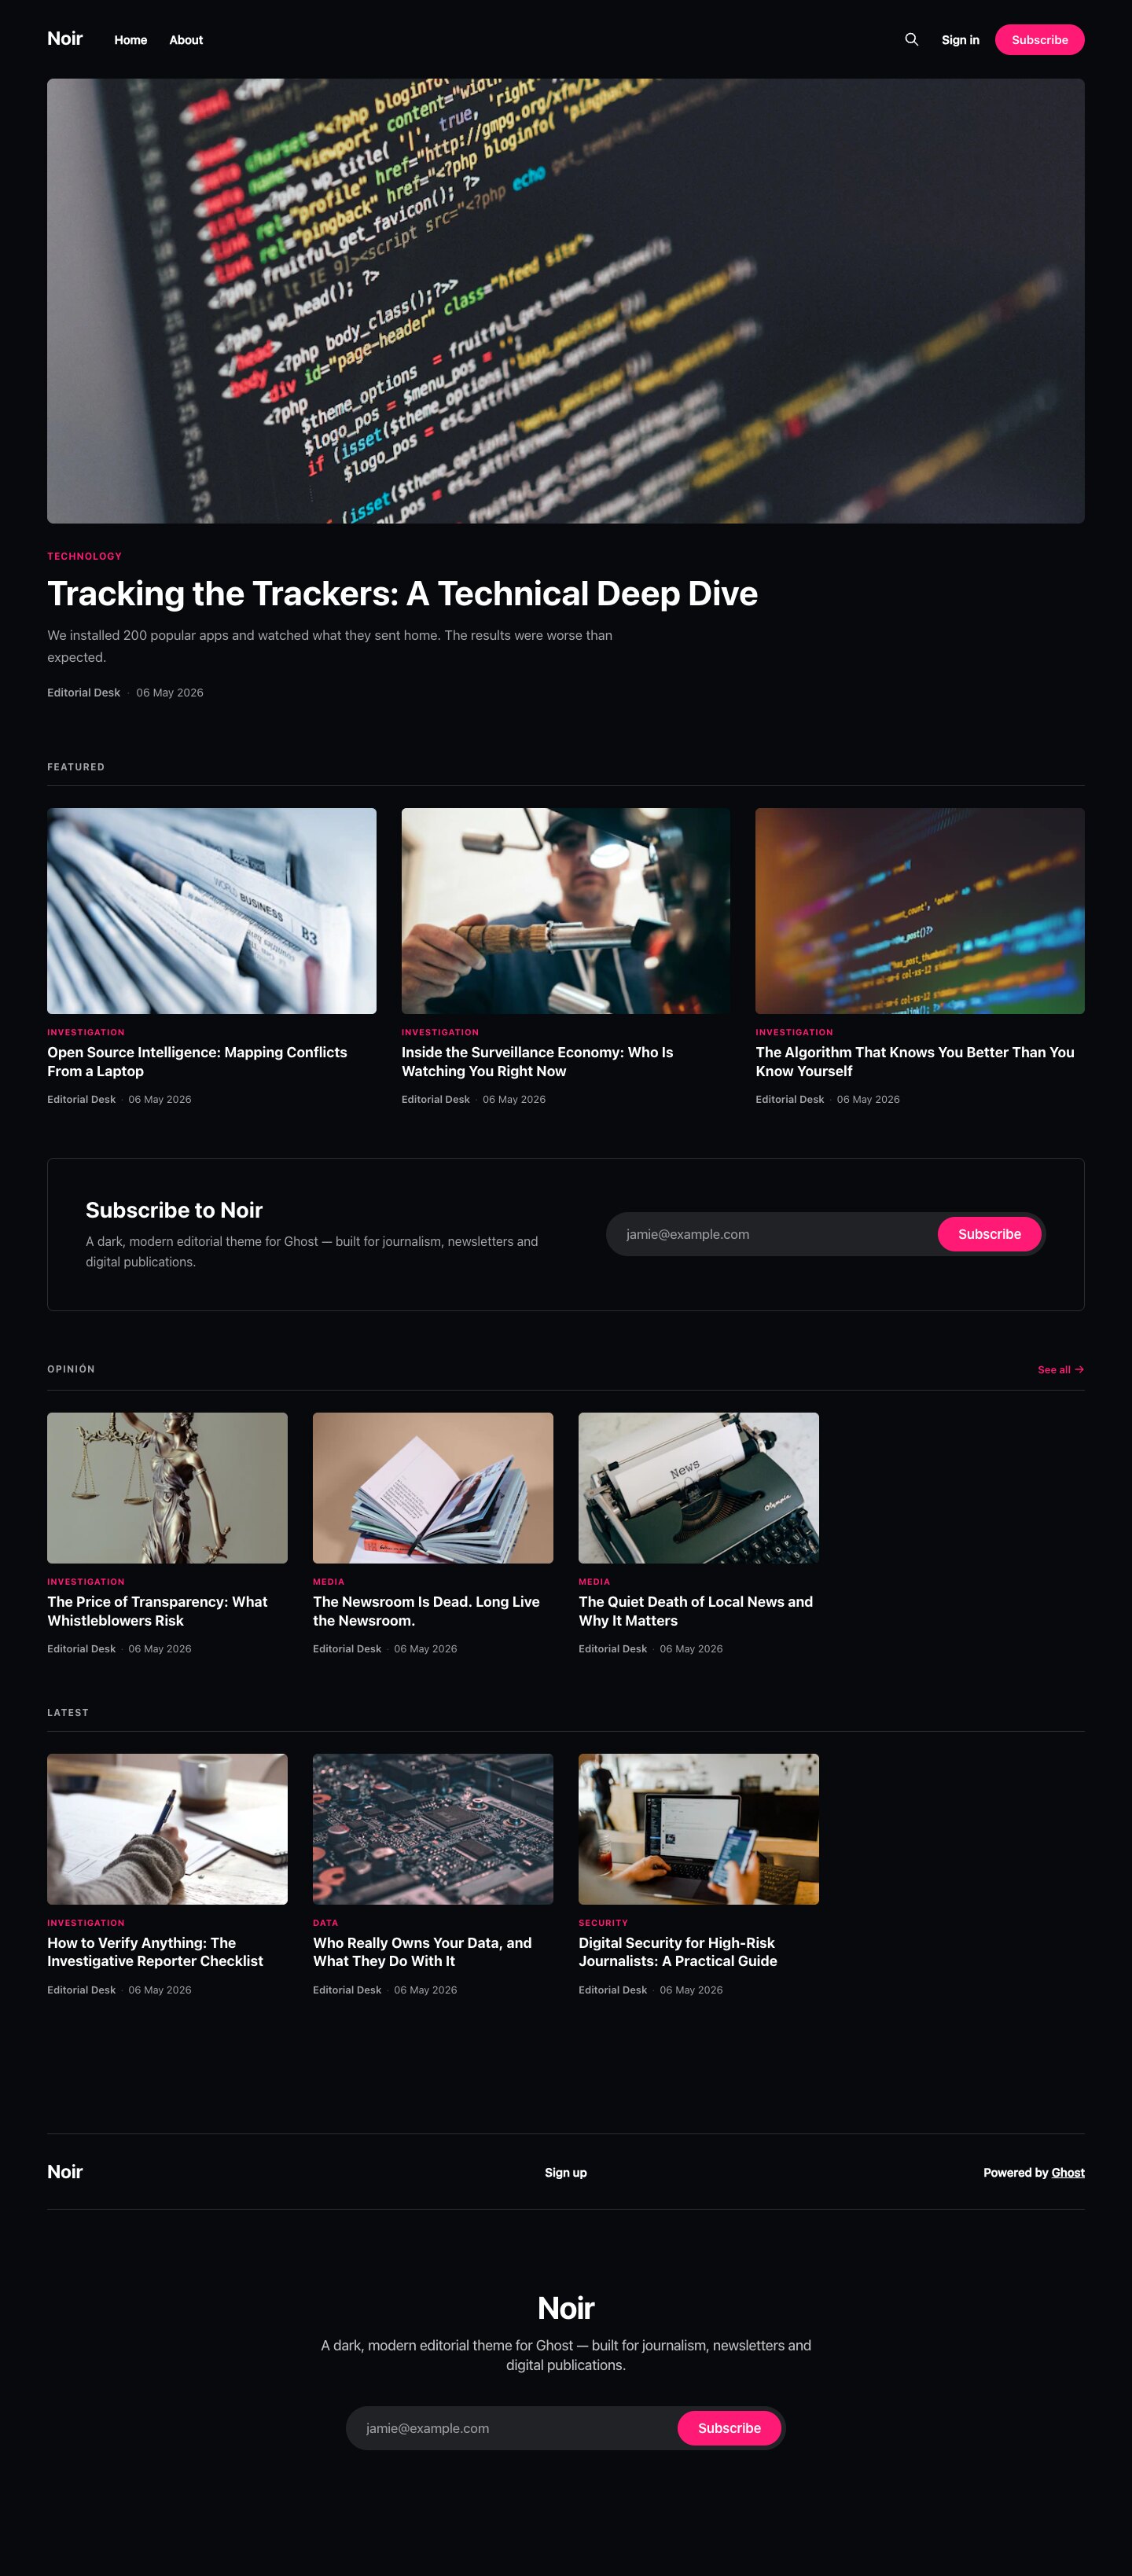 Noir
Home
About
Sign in
Subscribe
TECHNOLOGY
Tracking the Trackers: A Technical Deep Dive
We installed 200 popular apps and watched what they sent home. The results were worse than
expected.
Editorial Desk · 06 May 2026
FEATURED
WORLD BUSINESS
B3
INVESTIGATION
Open Source Intelligence: Mapping Conflicts
From a Laptop
Editorial Desk · 06 May 2026
INVESTIGATION
Inside the Surveillance Economy: Who Is
Watching You Right Now
Editorial Desk · 06 May 2026
INVESTIGATION
The Algorithm That Knows You Better Than You
Know Yourself
Editorial Desk · 06 May 2026
Subscribe to Noir
A dark, modern editorial theme for Ghost — built for journalism, newsletters and
digital publications.
jamie@example.com
Subscribe
OPINIÓN
See all →
News
Olympia
INVESTIGATION
The Price of Transparency: What
Whistleblowers Risk
Editorial Desk · 06 May 2026
MEDIA
The Newsroom Is Dead. Long Live
the Newsroom.
Editorial Desk · 06 May 2026
MEDIA
The Quiet Death of Local News and
Why It Matters
Editorial Desk · 06 May 2026
LATEST
INVESTIGATION
How to Verify Anything: The
Investigative Reporter Checklist
Editorial Desk · 06 May 2026
DATA
Who Really Owns Your Data, and
What They Do With It
Editorial Desk · 06 May 2026
SECURITY
Digital Security for High-Risk
Journalists: A Practical Guide
Editorial Desk · 06 May 2026
Noir
Sign up
Powered by Ghost
Noir
A dark, modern editorial theme for Ghost — built for journalism, newsletters and
digital publications.
jamie@example.com
Subscribe